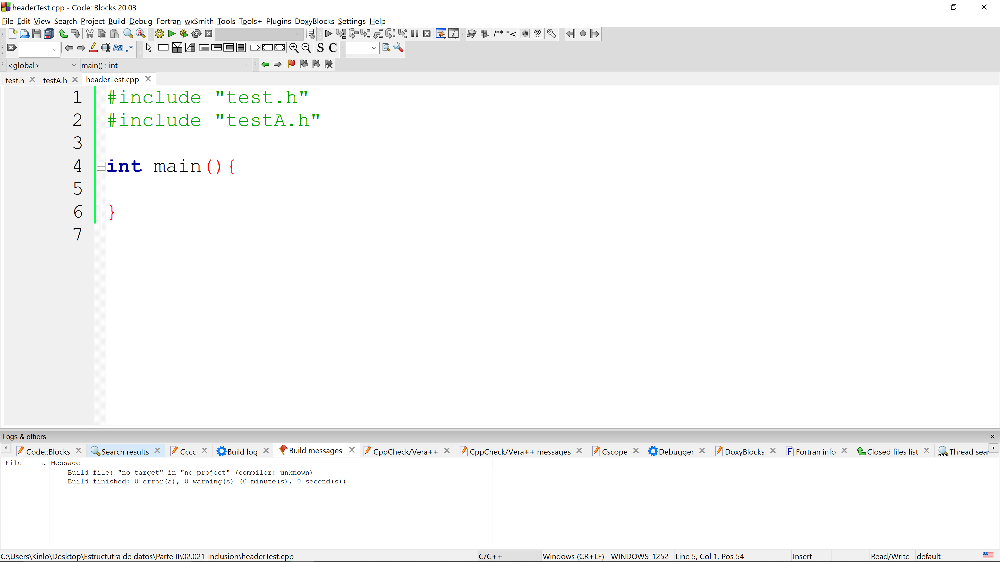 headerTest.cpp - Code::Blocks 20.03
File Edit View Search Project Build Debug Fortran wxSmith Tools Tools+ Plugins DoxyBlocks Settings Help
/** *<
Aa .* S C
<global> main() : int
test.h testA.h headerTest.cpp
1 #include "test.h"
2 #include "testA.h"
3
4 int main(){
5
6 }
7
Logs & others
Code::Blocks Search results Cccc Build log Build messages CppCheck/Vera++ CppCheck/Vera++ messages Cscope Debugger DoxyBlocks Fortran info Closed files list Thread sear
File L. Message
=== Build file: "no target" in "no project" (compiler: unknown) ===
=== Build finished: 0 error(s), 0 warning(s) (0 minute(s), 0 second(s)) ===
C:\Users\Kinlo\Desktop\Estructutra de datos\Parte II\02.021_inclusion\headerTest.cpp C/C++ Windows (CR+LF) WINDOWS-1252 Line 5, Col 1, Pos 54 Insert Read/Write default